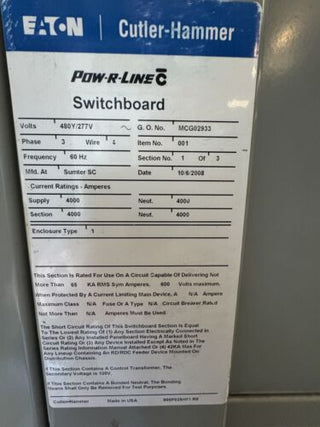 EATON Cutler-Hammer
POW-R-LINE C
Switchboard
Volts 480Y/277V ~ G. O. No. MCG02933
Phase 3 Wire 4 Item No. 001
Frequency 60 Hz Section No. 1 Of 3
Mfd. At Sumter SC Date 10/6/2008
Current Ratings - Amperes
Supply 4000 Neut. 4000
Section 4000 Neut. 4000
Enclosure Type 1
This Section Is Rated For Use On A Circuit Capable Of Delivering Not
More Than 65 KA RMS Sym Amperes, 600 Volts maximum.
When Protected By A Current Limiting Main Device, A N/A Ampere
Maximum Class N/A Fuse Or A Type N/A Circuit Breaker Rated
Not More Than N/A Amperes Must Be Used.
The Short Circuit Rating Of This Switchboard Section Is Equal
To The Lowest Rating Of (1) Any Section Electrically Connected In
Series Or (2) Any Installed Panelboard Having A Marked Short
Circuit Rating Or (3) Any Device Installed Except As Noted In The
Series Rating Information Manual Attached Or (4) 42KA Max For
Any Lineup Containing An RD/RDC Feeder Device Mounted On
Distribution Chassis.
If This Section Contains A Control Transformer, The
Secondary Voltage is 120V.
If This Section Contains A Bonded Neutral, The Bonding
Means Shall Only Be Removed For Test Purposes.
Cutler-Hammer Made in USA